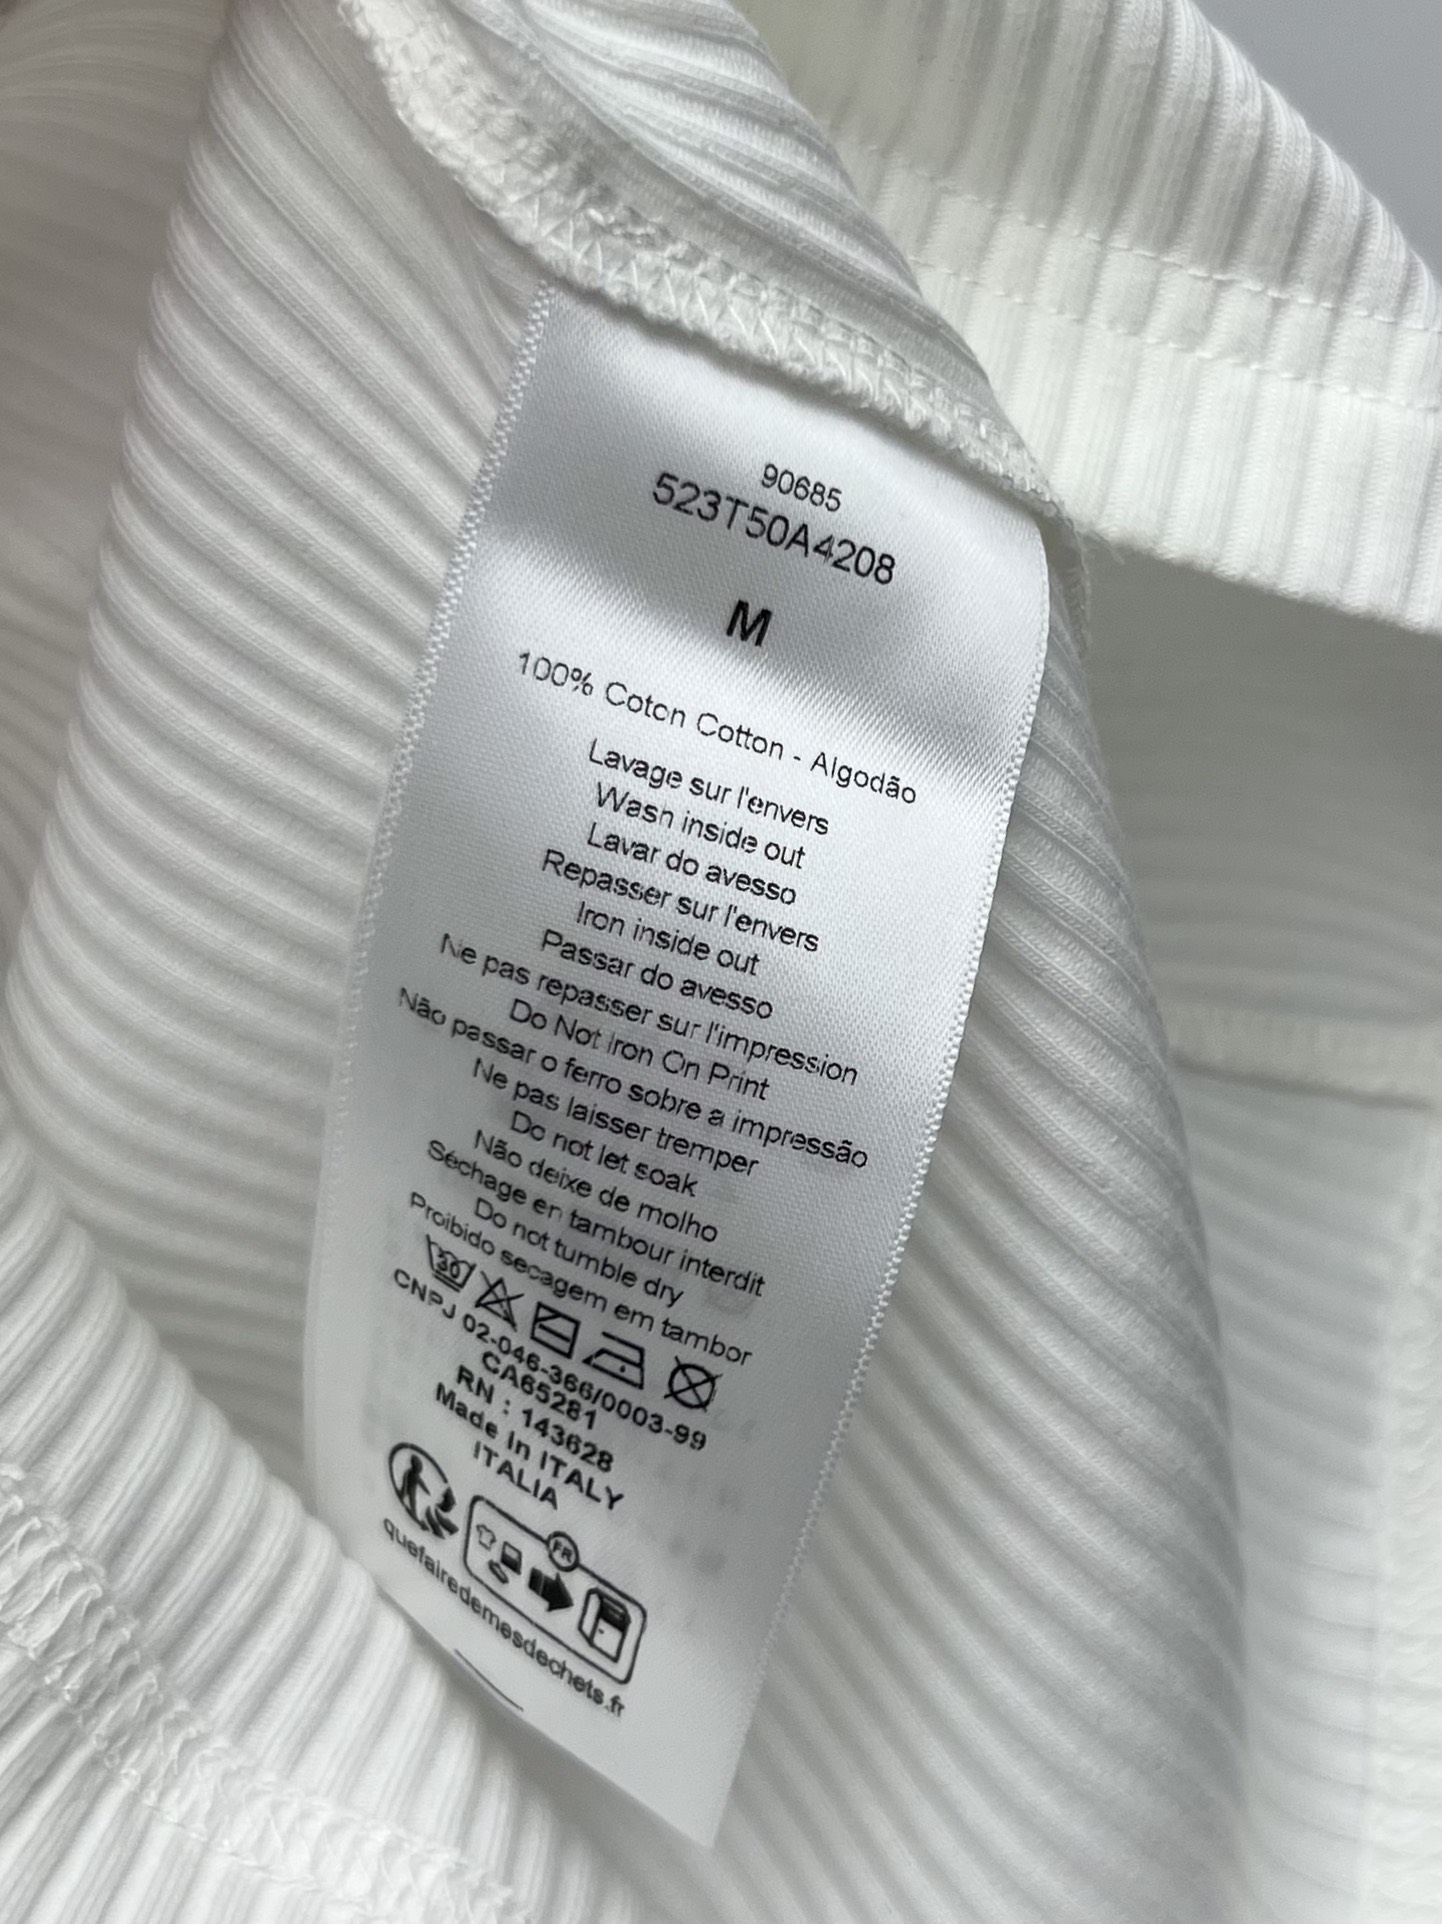 90685
523T50A4208
M
100% Coton Cotton - Algodão
Lavage sur l'envers
Wash inside out
Lavar do avesso
Repasser sur l'envers
Iron inside out
Passar do avesso
Ne pas repasser sur l'impression
Do Not Iron On Print
Não passar o ferro sobre a impressão
Ne pas laisser tremper
Do not let soak
Não deixe de molho
Séchage en tambour interdit
Do not tumble dry
Proibido secagem em tambor
30
CNPJ 02-046-366/0003-99
CA65281
RN : 143628
Made In ITALY
ITALIA
FR
quefairedemesdechets.fr